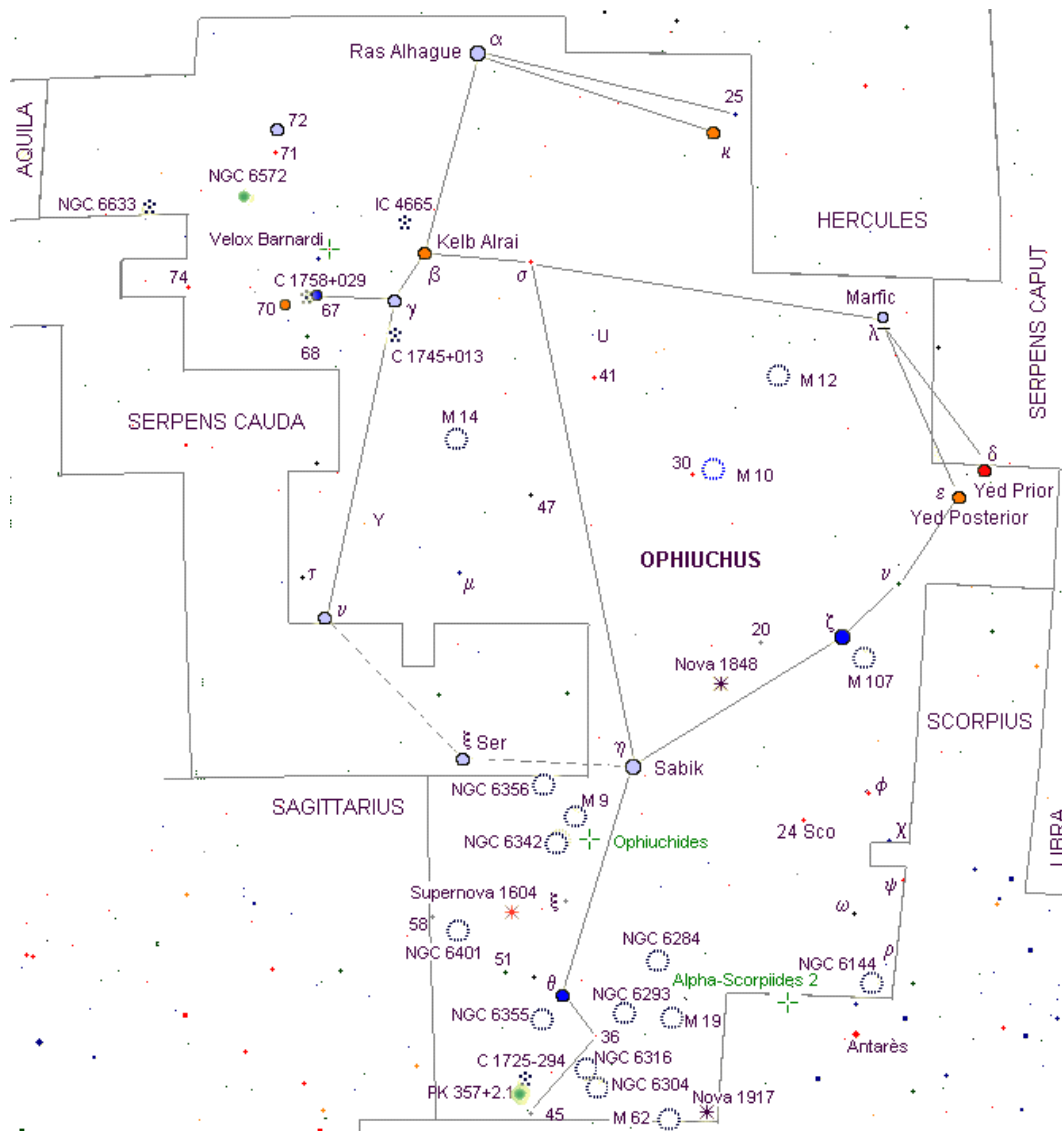 α
Ras Alhague
25
72
κ
71
AQUILA
NGC 6572
NGC 6633
IC 4665
HERCULES
Velox Barnardi
Kelb Alrai
74
C 1758+029
β
σ
Marfic
70
67
γ
λ
68
C 1745+013
U
41
M 12
SERPENS CAPUT
SERPENS CAUDA
M 14
30
M 10
δ
Yed Prior
ε
Yed Posterior
47
Y
OPHIUCHUS
τ
μ
υ
ν
ζ
20
Nova 1848
M 107
SCORPIUS
ξ Ser
η
Sabik
NGC 6356
SAGITTARIUS
M 9
ϕ
24 Sco
χ
NGC 6342
Ophiuchides
LIBRA
Supernova 1604
ξ
ψ
ω
58
NGC 6401
NGC 6284
51
ρ
NGC 6144
Alpha-Scorpiides 2
θ
NGC 6293
NGC 6355
M 19
36
Antarès
C 1725-294
NGC 6316
PK 357+2.1
NGC 6304
45
M 62
Nova 1917